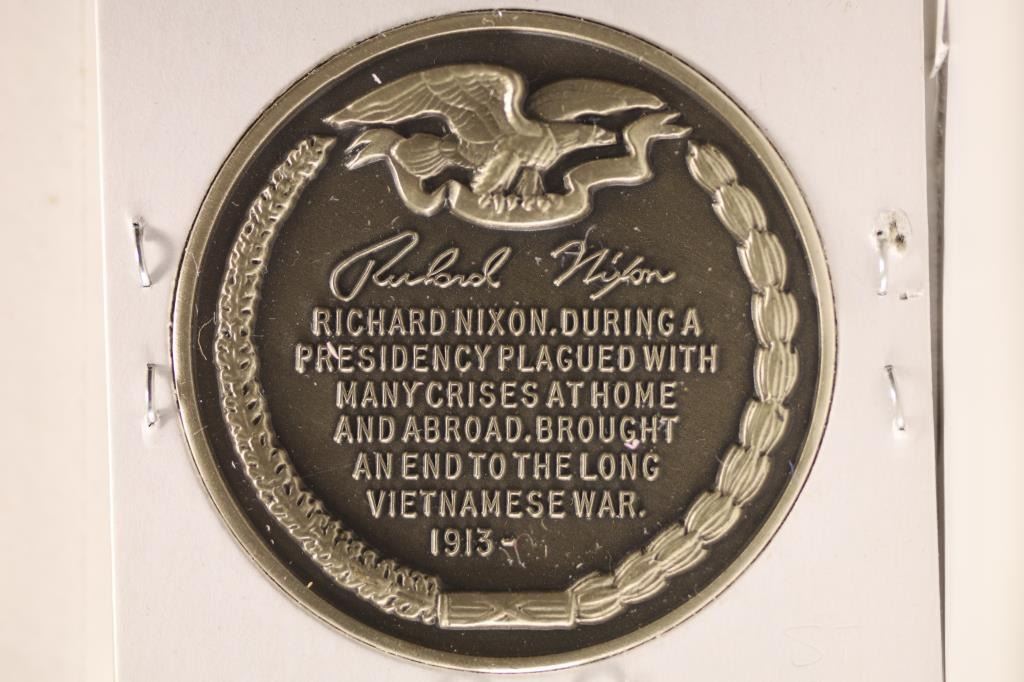 Richard Nixon
RICHARD NIXON. DURING A
PRESIDENCY PLAGUED WITH
MANY CRISES AT HOME
AND ABROAD. BROUGHT
AN END TO THE LONG
VIETNAMESE WAR.
1913-